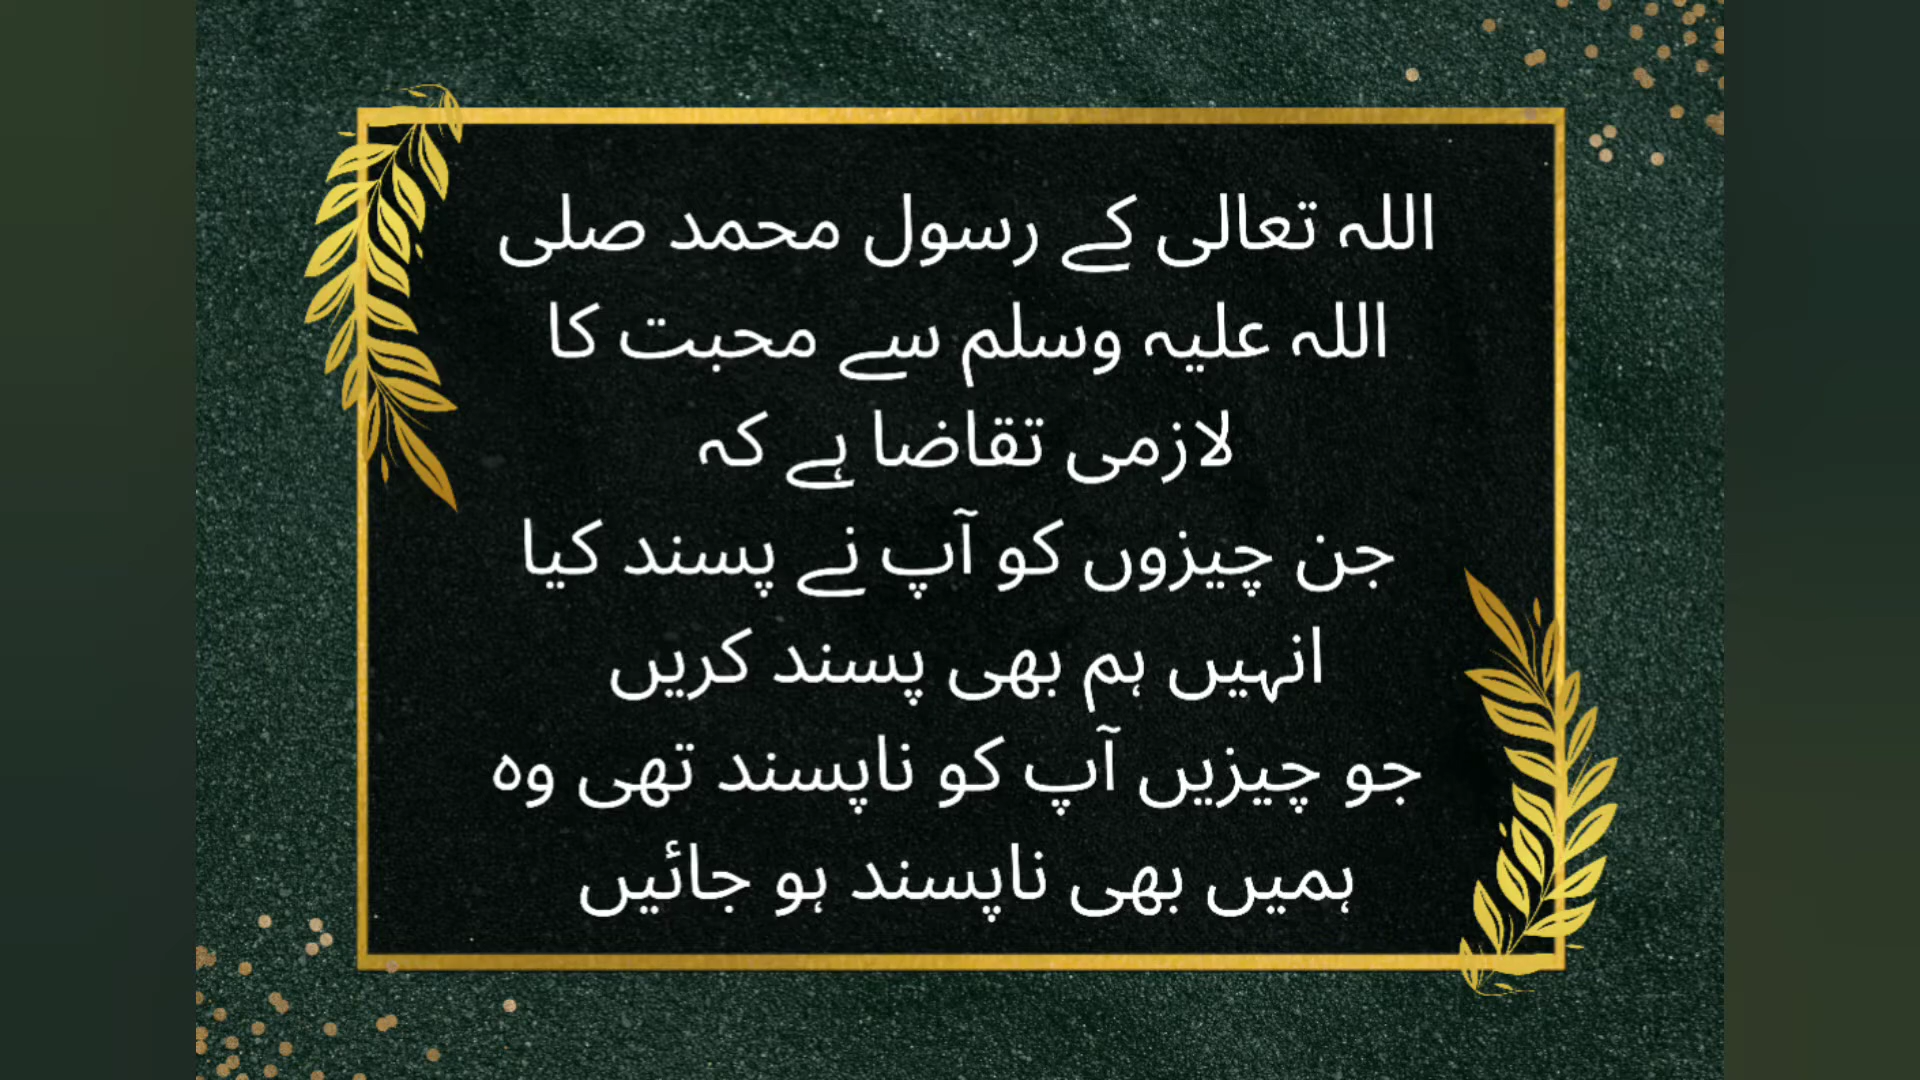 اللہ تعالی کے رسول محمد صلی
اللہ علیہ وسلم سے محبت کا
لازمی تقاضا ہے کہ
جن چیزوں کو آپ نے پسند کیا
انہیں ہم بھی پسند کریں
جو چیزیں آپ کو ناپسند تھی وہ
ہمیں بھی ناپسند ہو جائیں